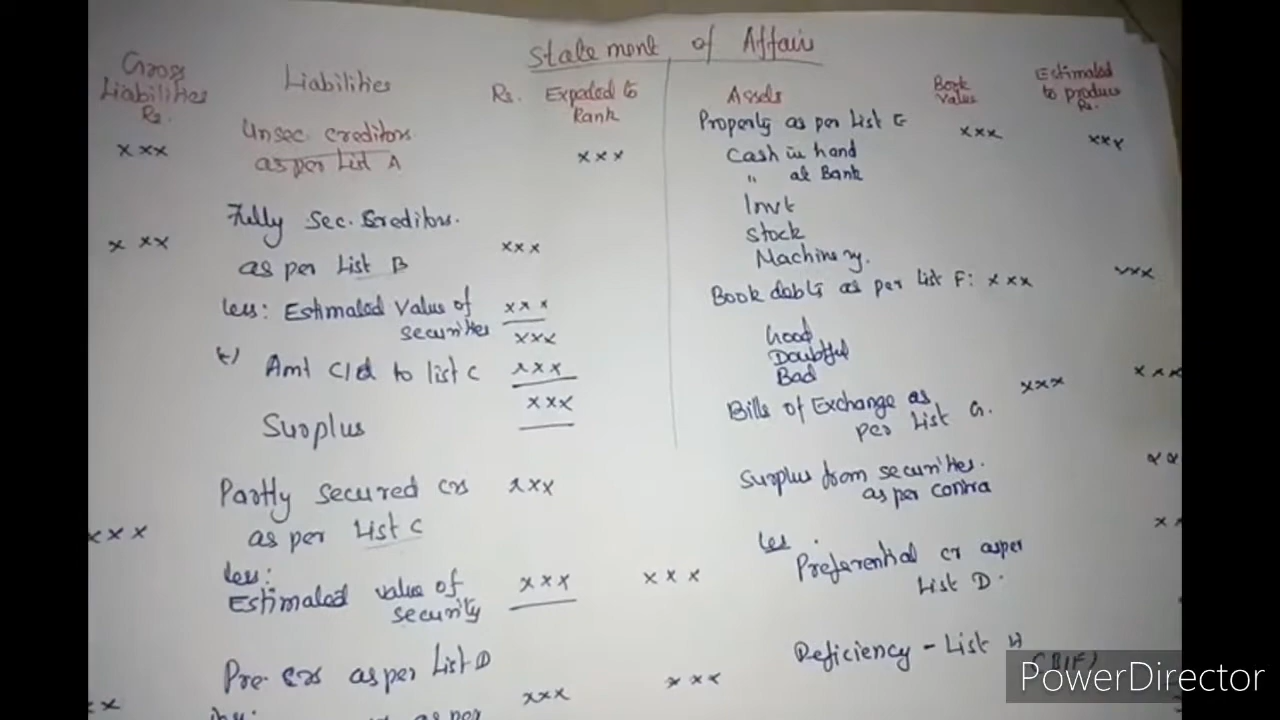 Statement of Affair
Gross
Liabilities
Rs.
Liabilities
Rs.
Expected to
Rank
xxx
Unsec. creditors
as per List A
xxx
Fully Sec. Creditors.
x xx
as per List B
xxx
less: Estimated value of
securities
xxx
xxx
Amt C/d to list C
xxx
Surplus
xxx
Partly secured crs
xxx
as per List C
xxx
less:
Estimated value of
security
xxx
xxx
Pre. crs as per List D
xxx
xxx
as per
Assets
Book
Value
Estimated
to produce
Rs.
Property as per List E
xxx
xxx
Cash in hand
" at Bank
Invt
Stock
Machinery.
Book debts as per List F: xxx
xxx
Good
Doubtful
Bad
Bills of Exchange as
per List G.
xxx
xxx
Surplus from securities.
as per contra
xx
les.
Preferential cr as per
List D.
Deficiency - List H
(B/F)
PowerDirector